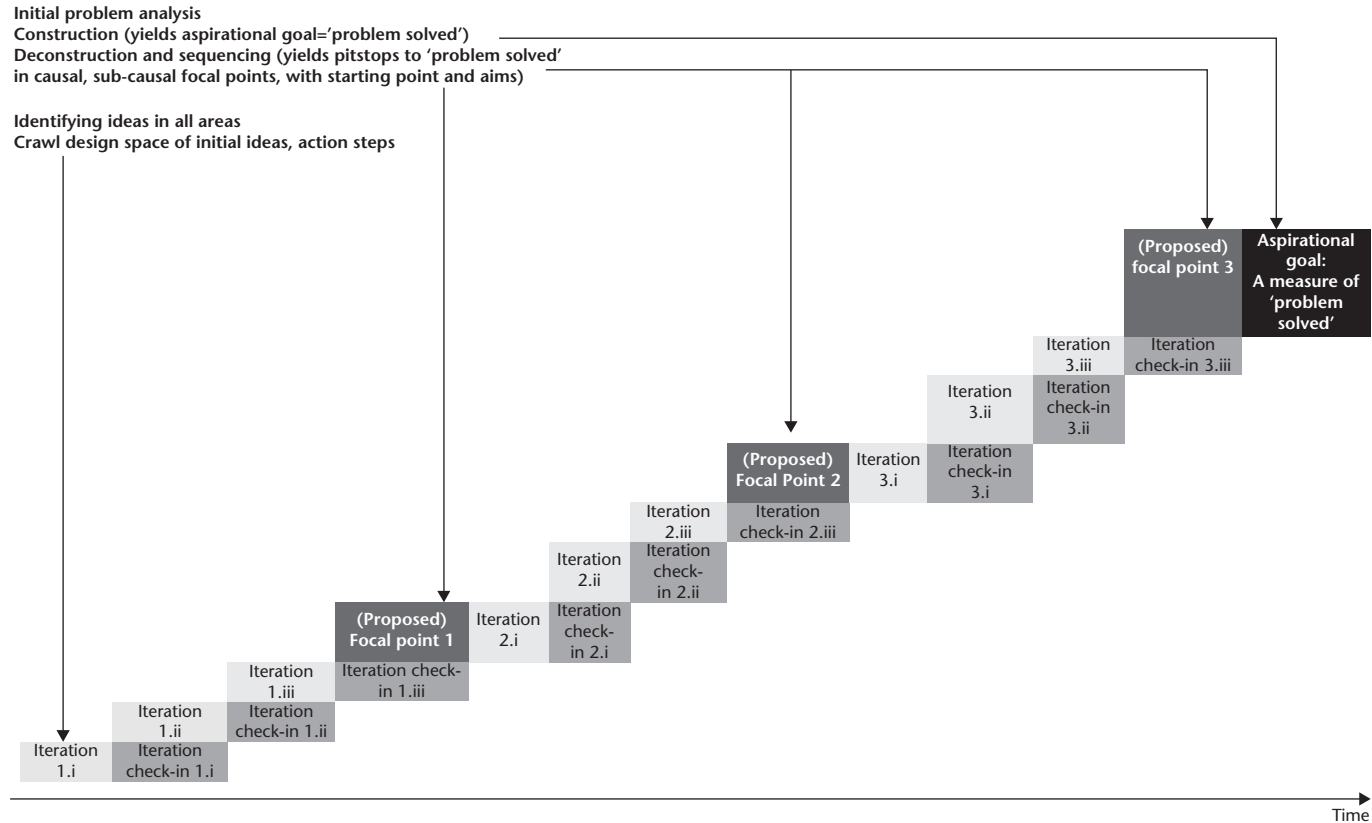 Initial problem analysis
Construction (yields aspirational goal=‘problem solved’)
Deconstruction and sequencing (yields pitstops to ‘problem solved’
in causal, sub-causal focal points, with starting point and aims)
Identifying ideas in all areas
Crawl design space of initial ideas, action steps
(Proposed)
focal point 3
Aspirational
goal:
A measure of
‘problem
solved’
Iteration
3.iii
Iteration
check-in 3.iii
Iteration
3.ii
Iteration
check-in
3.ii
(Proposed)
Focal Point 2
Iteration
3.i
Iteration
check-in
3.i
Iteration
2.iii
Iteration
check-in 2.iii
Iteration
2.ii
Iteration
check-
in 2.ii
(Proposed)
Focal point 1
Iteration
2.i
Iteration
check-
in 2.i
Iteration
1.iii
Iteration check-
in 1.iii
Iteration
1.ii
Iteration
check-in 1.ii
Iteration
1.i
Iteration
check-in 1.i
Time